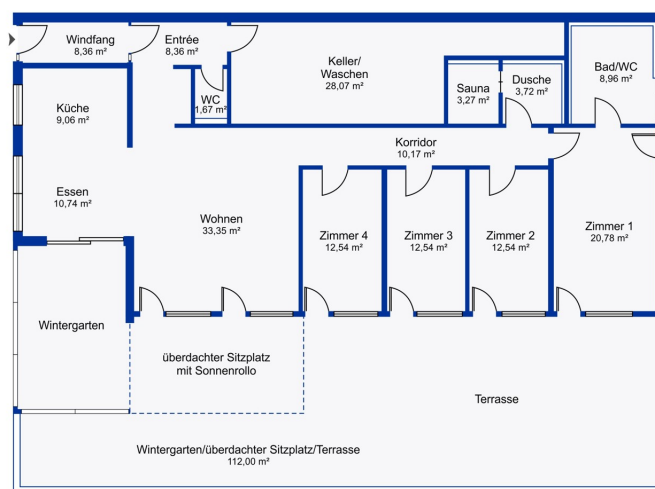 Windfang
8,36 m²
Entrée
8,36 m²
Keller/
Waschen
28,07 m²
Bad/WC
8,96 m²
Sauna
3,27 m²
Dusche
3,72 m²
WC
1,67 m²
Küche
9,06 m²
Korridor
10,17 m²
Essen
10,74 m²
Wohnen
33,35 m²
Zimmer 4
12,54 m²
Zimmer 3
12,54 m²
Zimmer 2
12,54 m²
Zimmer 1
20,78 m²
Wintergarten
überdachter Sitzplatz
mit Sonnenrollo
Terrasse
Wintergarten/überdachter Sitzplatz/Terrasse
112,00 m²